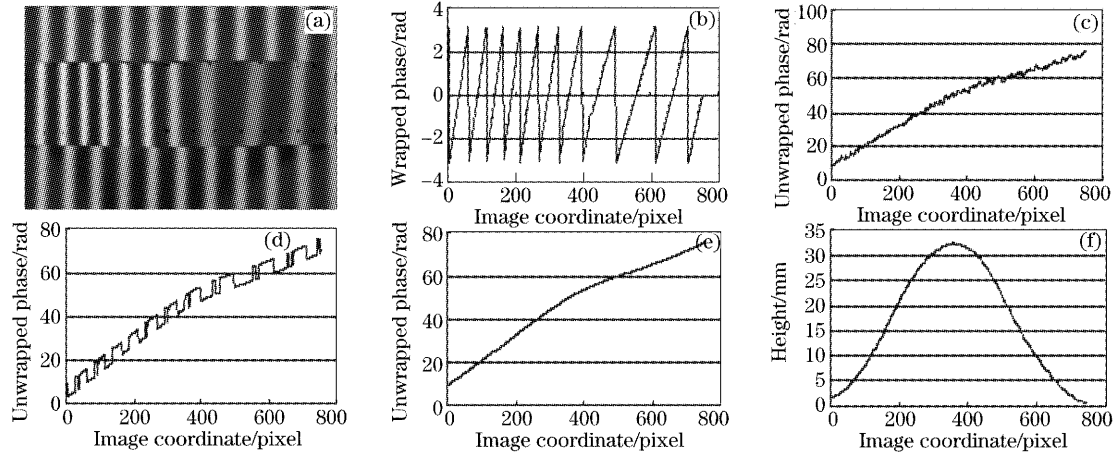 (a)
(b)
Wrapped phase/rad
4
2
0
−2
−4
0 200 400 600 800
Image coordinate/pixel
(c)
Unwrapped phase/rad
100
80
60
40
20
0
0 200 400 600 800
Image coordinate/pixel
(d)
Unwrapped phase/rad
80
60
40
20
0
0 100 200 300 400 500 600 700 800
Image coordinate/pixel
(e)
Unwrapped phase/rad
80
60
40
20
0
0 200 400 600 800
Image coordinate/pixel
(f)
Height/mm
35
30
25
20
15
10
5
0
0 200 400 600 800
Image coordinate/pixel